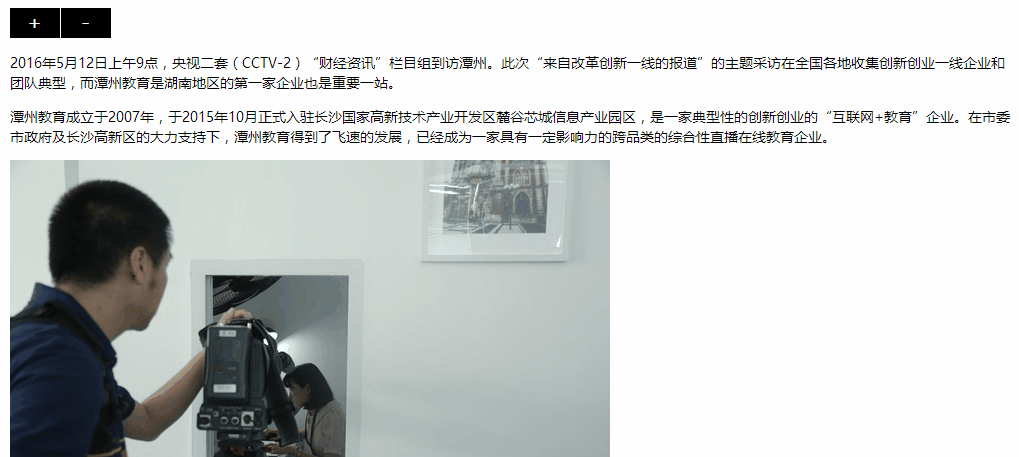 + -
2016年5月12日上午9点，央视二套（CCTV-2）“财经资讯”栏目组到访潭州。此次“来自改革创新一线的报道”的主题采访在全国各地收集创新创业一线企业和
团队典型，而潭州教育是湖南地区的第一家企业也是重要一站。
潭州教育成立于2007年，于2015年10月正式入驻长沙国家高新技术产业开发区麓谷芯城信息产业园区，是一家典型性的创新创业的“互联网+教育”企业。在市委
市政府及长沙高新区的大力支持下，潭州教育得到了飞速的发展，已经成为一家具有一定影响力的跨品类的综合性直播在线教育企业。